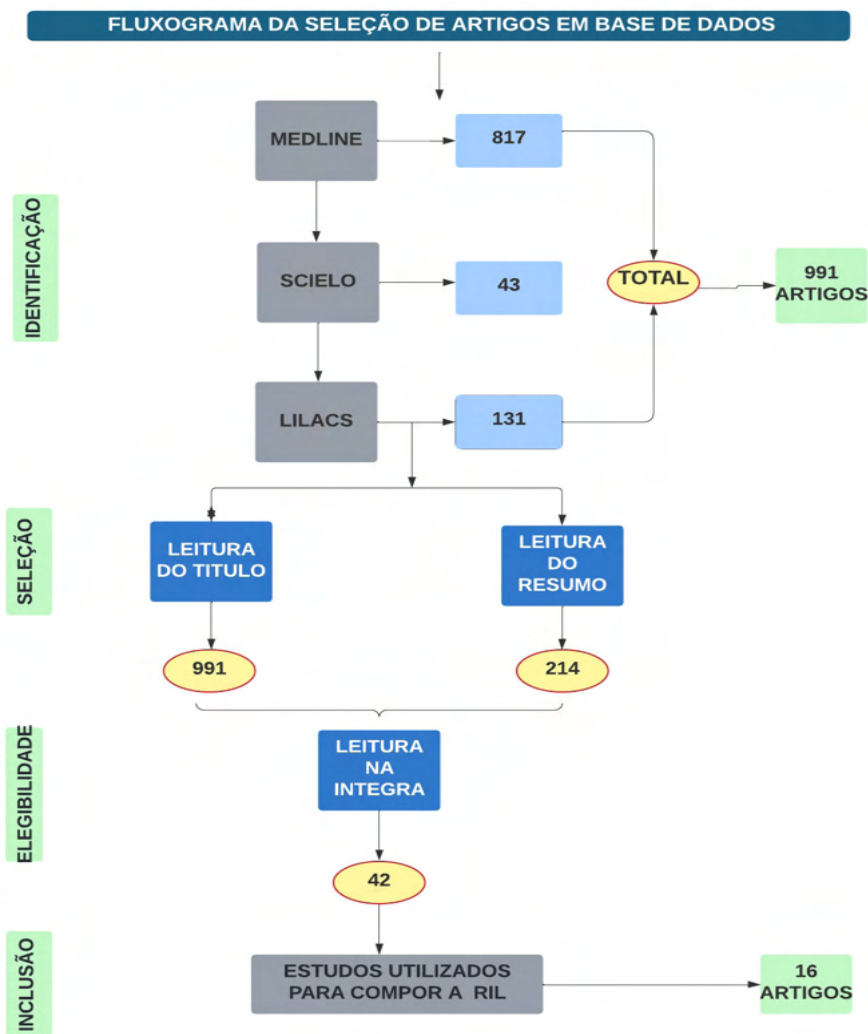 FLUXOGRAMA DA SELEÇÃO DE ARTIGOS EM BASE DE DADOS
IDENTIFICAÇÃO
MEDLINE
817
SCIELO
43
TOTAL
991
ARTIGOS
LILACS
131
SELEÇÃO
LEITURA
DO TITULO
LEITURA
DO
RESUMO
991
214
ELEGIBILIDADE
LEITURA
NA
INTEGRA
42
INCLUSÃO
ESTUDOS UTILIZADOS
PARA COMPOR A RIL
16
ARTIGOS